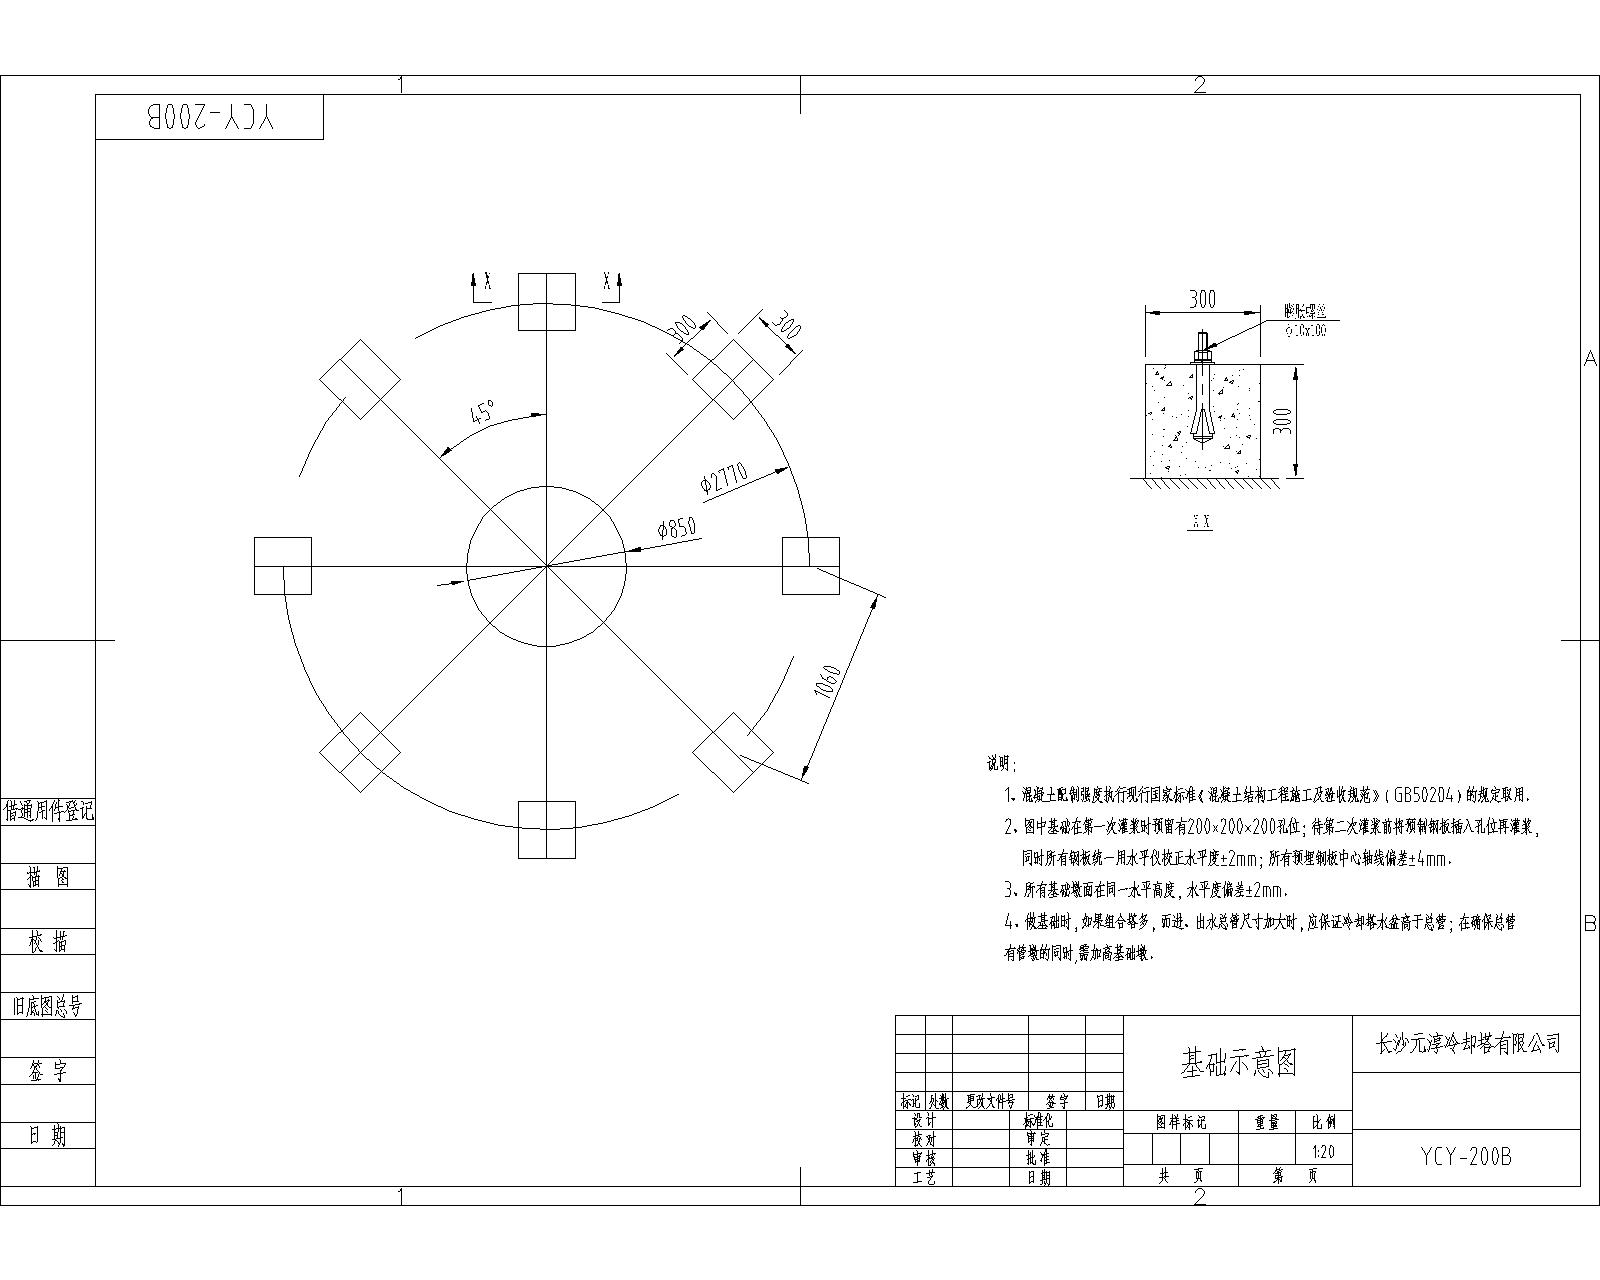 1
2
YCY-200B
X
X
300
300
45°
ϕ2770
ϕ850
1060
300
膨胀螺丝
ϕ10x100
300
X X
A
B
说明：
1、混凝土配制强度执行现行国家标准《混凝土结构工程施工及验收规范》（GB50204）的规定取用.
2、图中基础在第一次灌浆时预留有200×200×200孔位；待第二次灌浆前将预制钢板插入孔位再灌浆,
同时所有钢板统一用水平仪校正水平度±2mm；所有预埋钢板中心轴线偏差±4mm.
3、所有基础墩面在同一水平高度,水平度偏差±2mm.
4、做基础时,如果组合塔多,而进、出水总管尺寸加大时,应保证冷却塔水盆高于总管；在确保总管
有管墩的同时,需加高基础墩.
借通用件登记
描 图
校 描
旧底图总号
签 字
日 期
标记 处数 更改文件号 签字 日期
设计 标准化
校对 审定
审核 批准
工艺 日期
基础示意图
图样标记 重量 比例
1:20
共 页 第 页
长沙元淳冷却塔有限公司
YCY-200B
1
2